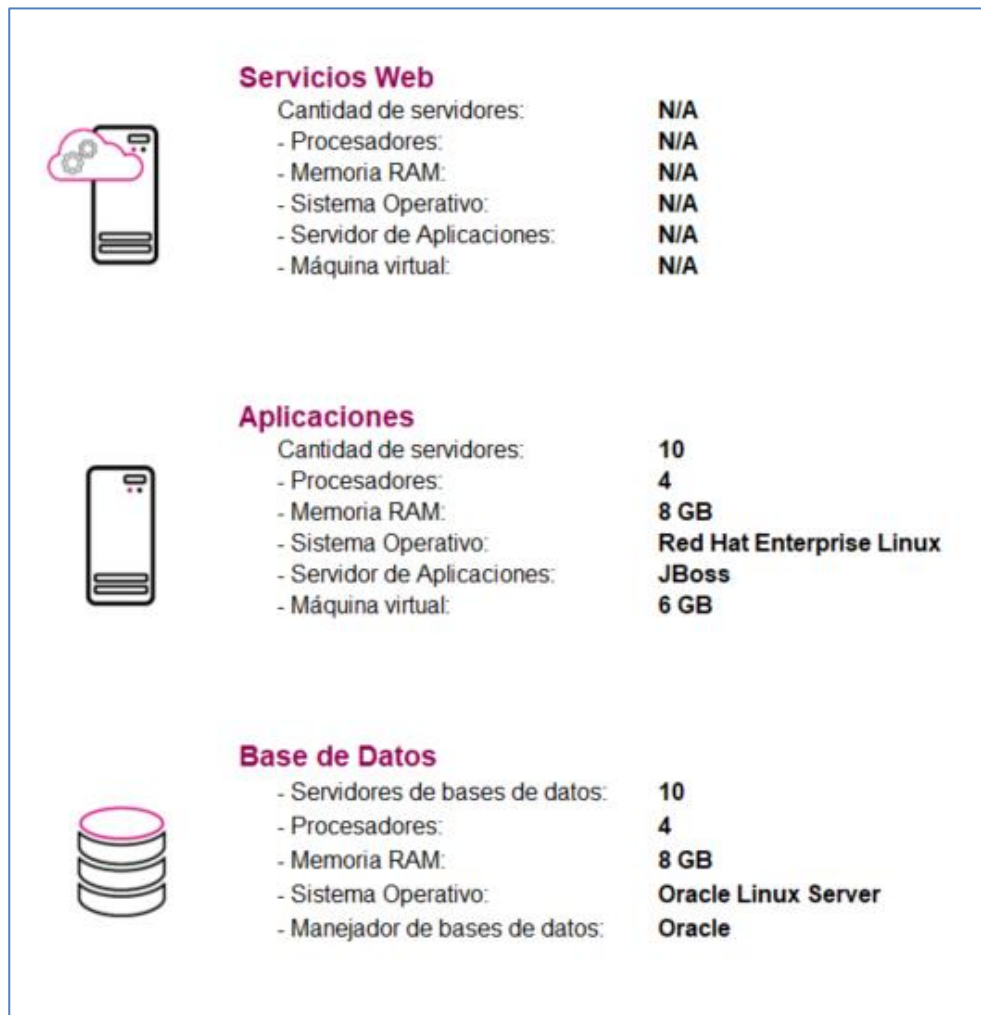 Servicios Web
Cantidad de servidores: N/A
- Procesadores: N/A
- Memoria RAM: N/A
- Sistema Operativo: N/A
- Servidor de Aplicaciones: N/A
- Máquina virtual: N/A
Aplicaciones
Cantidad de servidores: 10
- Procesadores: 4
- Memoria RAM: 8 GB
- Sistema Operativo: Red Hat Enterprise Linux
- Servidor de Aplicaciones: JBoss
- Máquina virtual: 6 GB
Base de Datos
- Servidores de bases de datos: 10
- Procesadores: 4
- Memoria RAM: 8 GB
- Sistema Operativo: Oracle Linux Server
- Manejador de bases de datos: Oracle